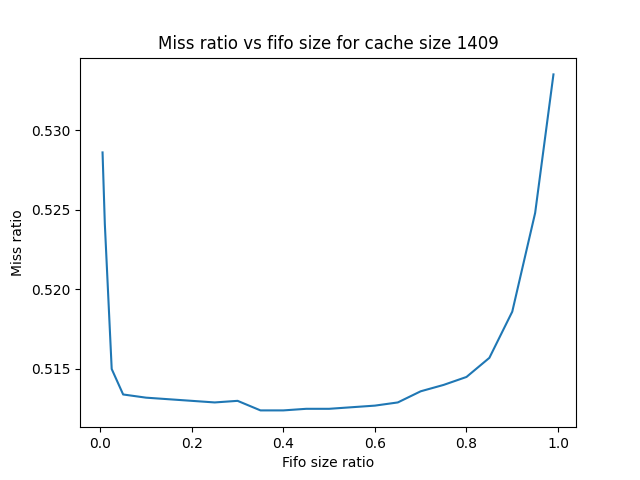 Miss ratio vs fifo size for cache size 1409
Miss ratio
0.530
0.525
0.520
0.515
0.0 0.2 0.4 0.6 0.8 1.0
Fifo size ratio